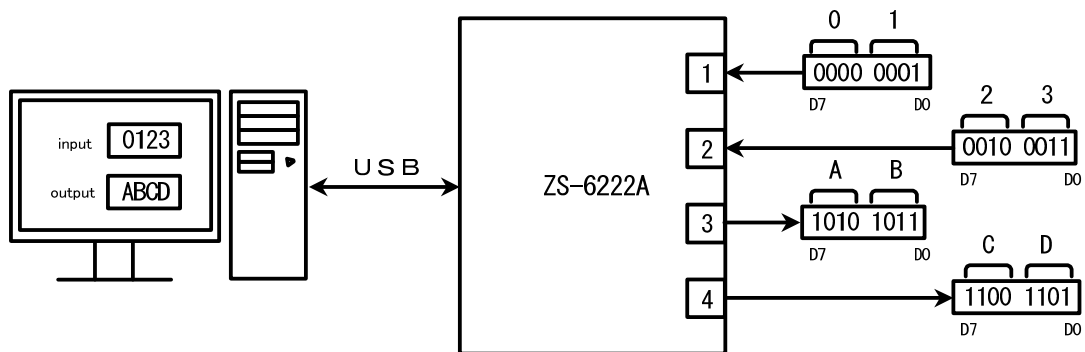 input 0123
output ABCD
USB
ZS-6222A
1
0 1
0000 0001
D7 D0
2
2 3
0010 0011
D7 D0
3
A B
1010 1011
D7 D0
4
C D
1100 1101
D7 D0